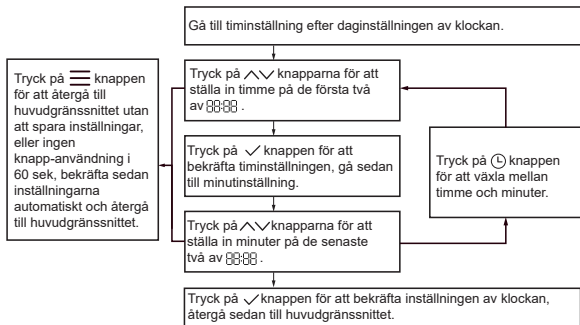 Gå till timinställning efter daginställningen av klockan.
Tryck på ☰ knappen
för att återgå till
huvudgränssnittet utan
att spara inställningar,
eller ingen
knapp-användning i
60 sek, bekräfta sedan
inställningarna
automatiskt och återgå
till huvudgränssnittet.
Tryck på ︿﹀ knapparna för att
ställa in timme på de första två
av 88:88 .
Tryck på ✓ knappen för att
bekräfta timinställningen, gå sedan
till minutinställning.
Tryck på ︿﹀ knapparna för att
ställa in minuter på de senaste
två av 88:88 .
Tryck på 🕒 knappen
för att växla mellan
timme och minuter.
Tryck på ✓ knappen för att bekräfta inställningen av klockan,
återgå sedan till huvudgränssnittet.